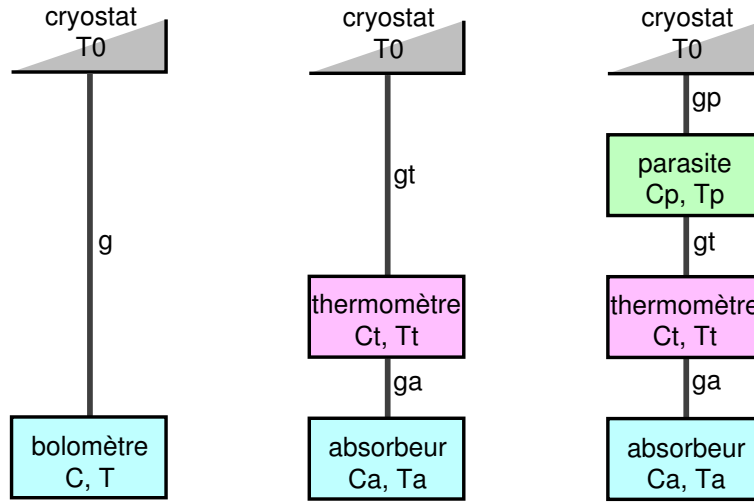 cryostat
T0
g
bolomètre
C, T
cryostat
T0
gt
thermomètre
Ct, Tt
ga
absorbeur
Ca, Ta
cryostat
T0
gp
parasite
Cp, Tp
gt
thermomètre
Ct, Tt
ga
absorbeur
Ca, Ta